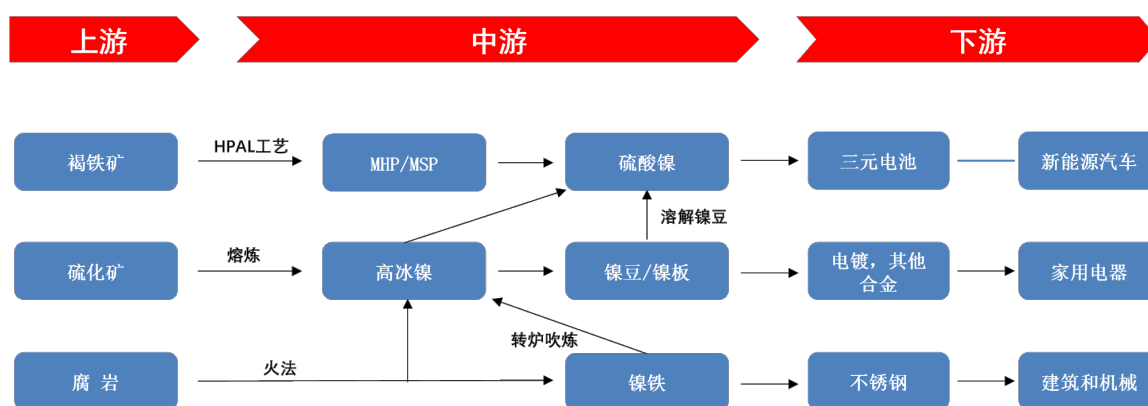 上游
中游
下游
褐铁矿
HPAL工艺
MHP/MSP
硫酸镍
三元电池
新能源汽车
溶解镍豆
硫化矿
熔炼
高冰镍
镍豆/镍板
电镀，其他
合金
家用电器
转炉吹炼
腐 岩
火法
镍铁
不锈钢
建筑和机械